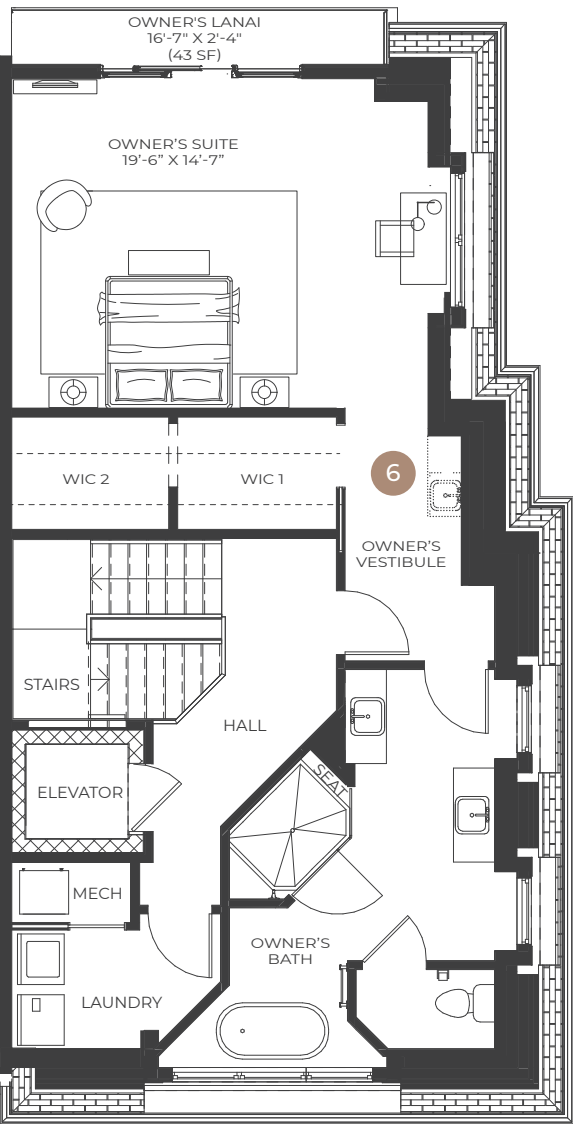 OWNER'S LANAI
16'-7" X 2'-4"
(43 SF)
OWNER’S SUITE
19’-6” X 14’-7”
WIC 2
WIC 1
6
OWNER’S
VESTIBULE
STAIRS
HALL
SEAT
ELEVATOR
MECH
OWNER’S
BATH
LAUNDRY